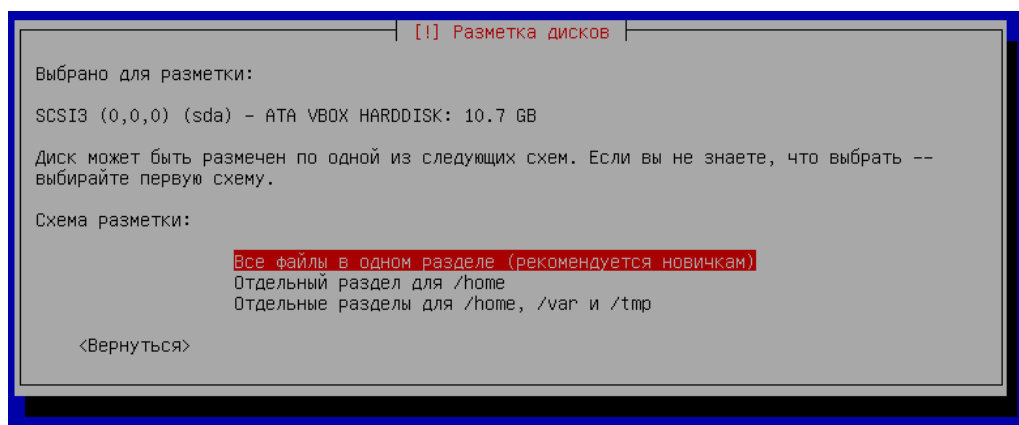 [!] Разметка дисков
Выбрано для разметки:
SCSI3 (0,0,0) (sda) – ATA VBOX HARDDISK: 10.7 GB
Диск может быть размечен по одной из следующих схем. Если вы не знаете, что выбрать --
выбирайте первую схему.
Схема разметки:
Все файлы в одном разделе (рекомендуется новичкам)
Отдельный раздел для /home
Отдельные разделы для /home, /var и /tmp
<Вернуться>